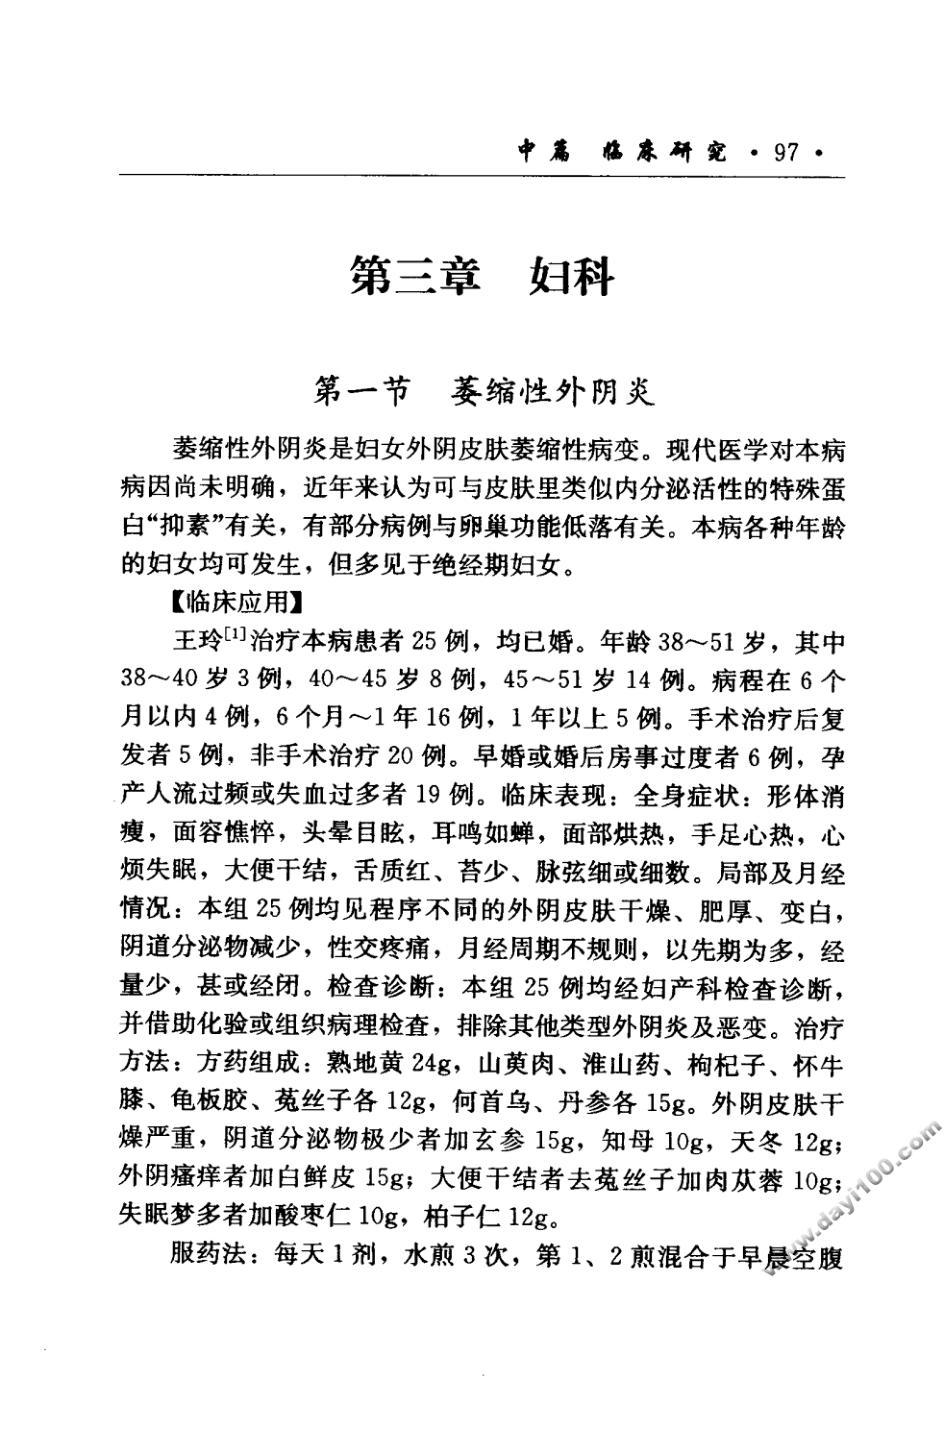 中篇 临床研究 · 97 ·
第三章 妇科
第一节 萎缩性外阴炎
萎缩性外阴炎是妇女外阴皮肤萎缩性病变。现代医学对本病
病因尚未明确，近年来认为可与皮肤里类似内分泌活性的特殊蛋
白“抑素”有关，有部分病例与卵巢功能低落有关。本病各种年龄
的妇女均可发生，但多见于绝经期妇女。
【临床应用】
王玲[1]治疗本病患者 25 例，均已婚。年龄 38～51 岁，其中
38～40 岁 3 例，40～45 岁 8 例，45～51 岁 14 例。病程在 6 个
月以内 4 例，6 个月～1 年 16 例，1 年以上 5 例。手术治疗后复
发者 5 例，非手术治疗 20 例。早婚或婚后房事过度者 6 例，孕
产人流过频或失血过多者 19 例。临床表现：全身症状：形体消
瘦，面容憔悴，头晕目眩，耳鸣如蝉，面部烘热，手足心热，心
烦失眠，大便干结，舌质红、苔少、脉弦细或细数。局部及月经
情况：本组 25 例均见程序不同的外阴皮肤干燥、肥厚、变白，
阴道分泌物减少，性交疼痛，月经周期不规则，以先期为多，经
量少，甚或经闭。检查诊断：本组 25 例均经妇产科检查诊断，
并借助化验或组织病理检查，排除其他类型外阴炎及恶变。治疗
方法：方药组成：熟地黄 24g，山萸肉、淮山药、枸杞子、怀牛
膝、龟板胶、菟丝子各 12g，何首乌、丹参各 15g。外阴皮肤干
燥严重，阴道分泌物极少者加玄参 15g，知母 10g，天冬 12g；
外阴瘙痒者加白鲜皮 15g；大便干结者去菟丝子加肉苁蓉 10g；
失眠梦多者加酸枣仁 10g，柏子仁 12g。
服药法：每天 1 剂，水煎 3 次，第 1、2 煎混合于早晨空腹
www.dayi100.com